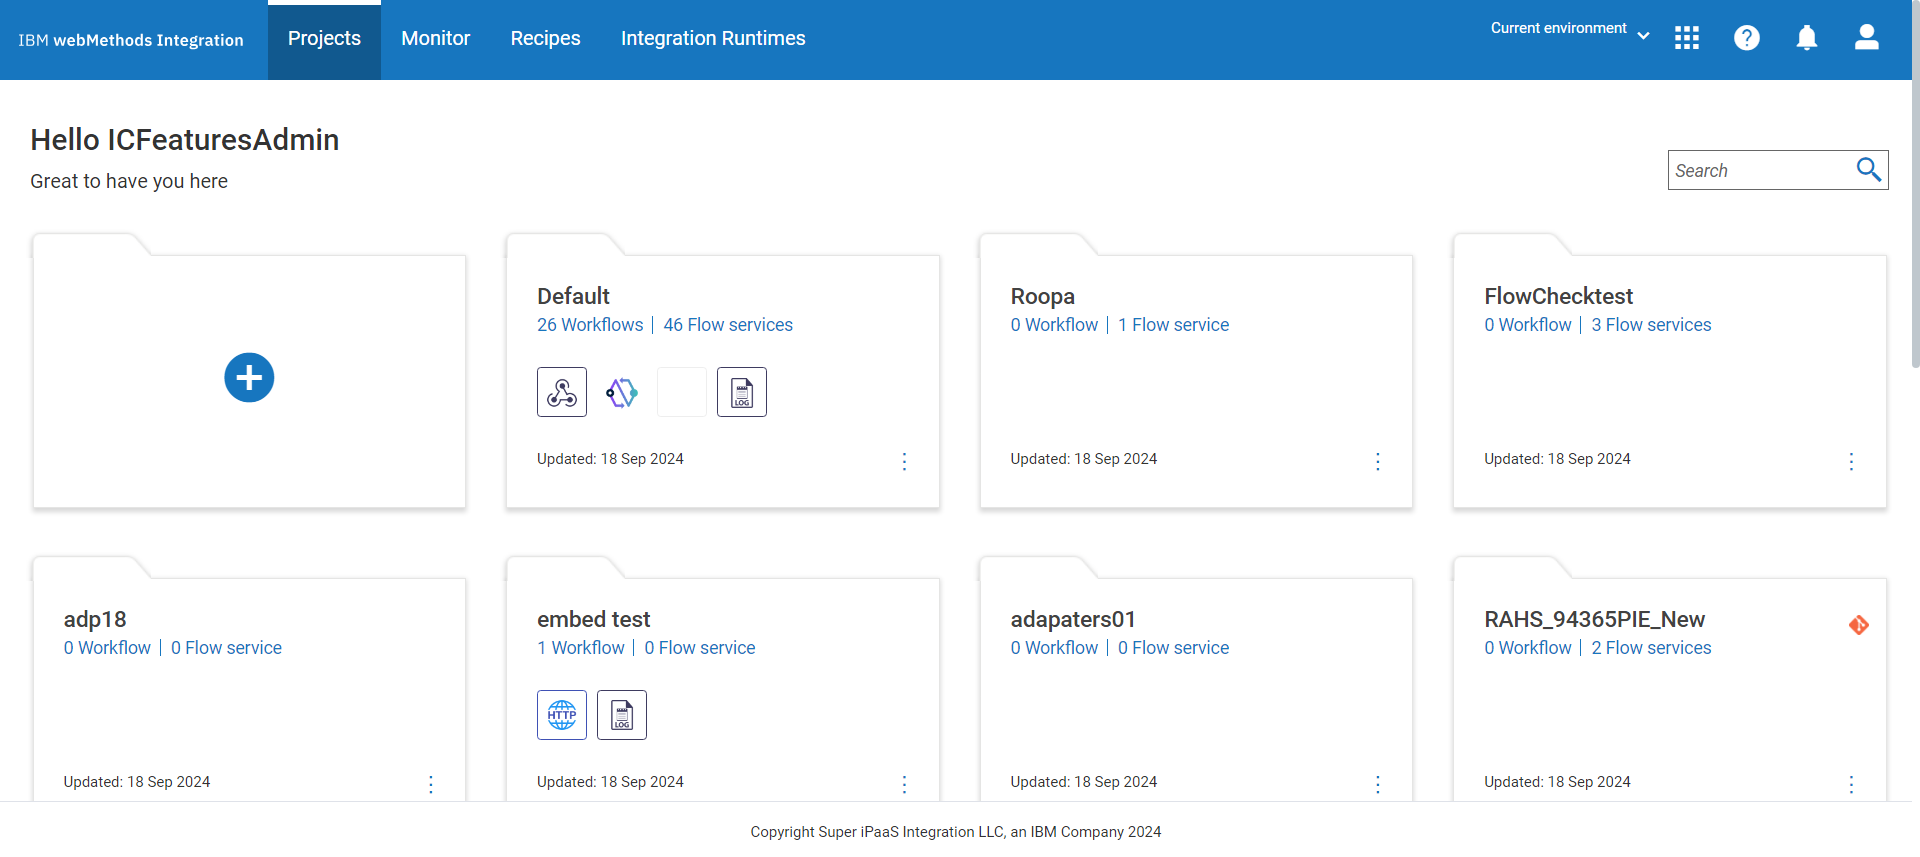 IBM webMethods Integration
Projects
Monitor
Recipes
Integration Runtimes
Current environment
Hello ICFeaturesAdmin
Great to have you here
Search
Default
26 Workflows | 46 Flow services
LOG
Updated: 18 Sep 2024
Roopa
0 Workflow | 1 Flow service
Updated: 18 Sep 2024
FlowChecktest
0 Workflow | 3 Flow services
Updated: 18 Sep 2024
adp18
0 Workflow | 0 Flow service
Updated: 18 Sep 2024
embed test
1 Workflow | 0 Flow service
HTTP
LOG
Updated: 18 Sep 2024
adapaters01
0 Workflow | 0 Flow service
Updated: 18 Sep 2024
RAHS_94365PIE_New
0 Workflow | 2 Flow services
Updated: 18 Sep 2024
Copyright Super iPaaS Integration LLC, an IBM Company 2024